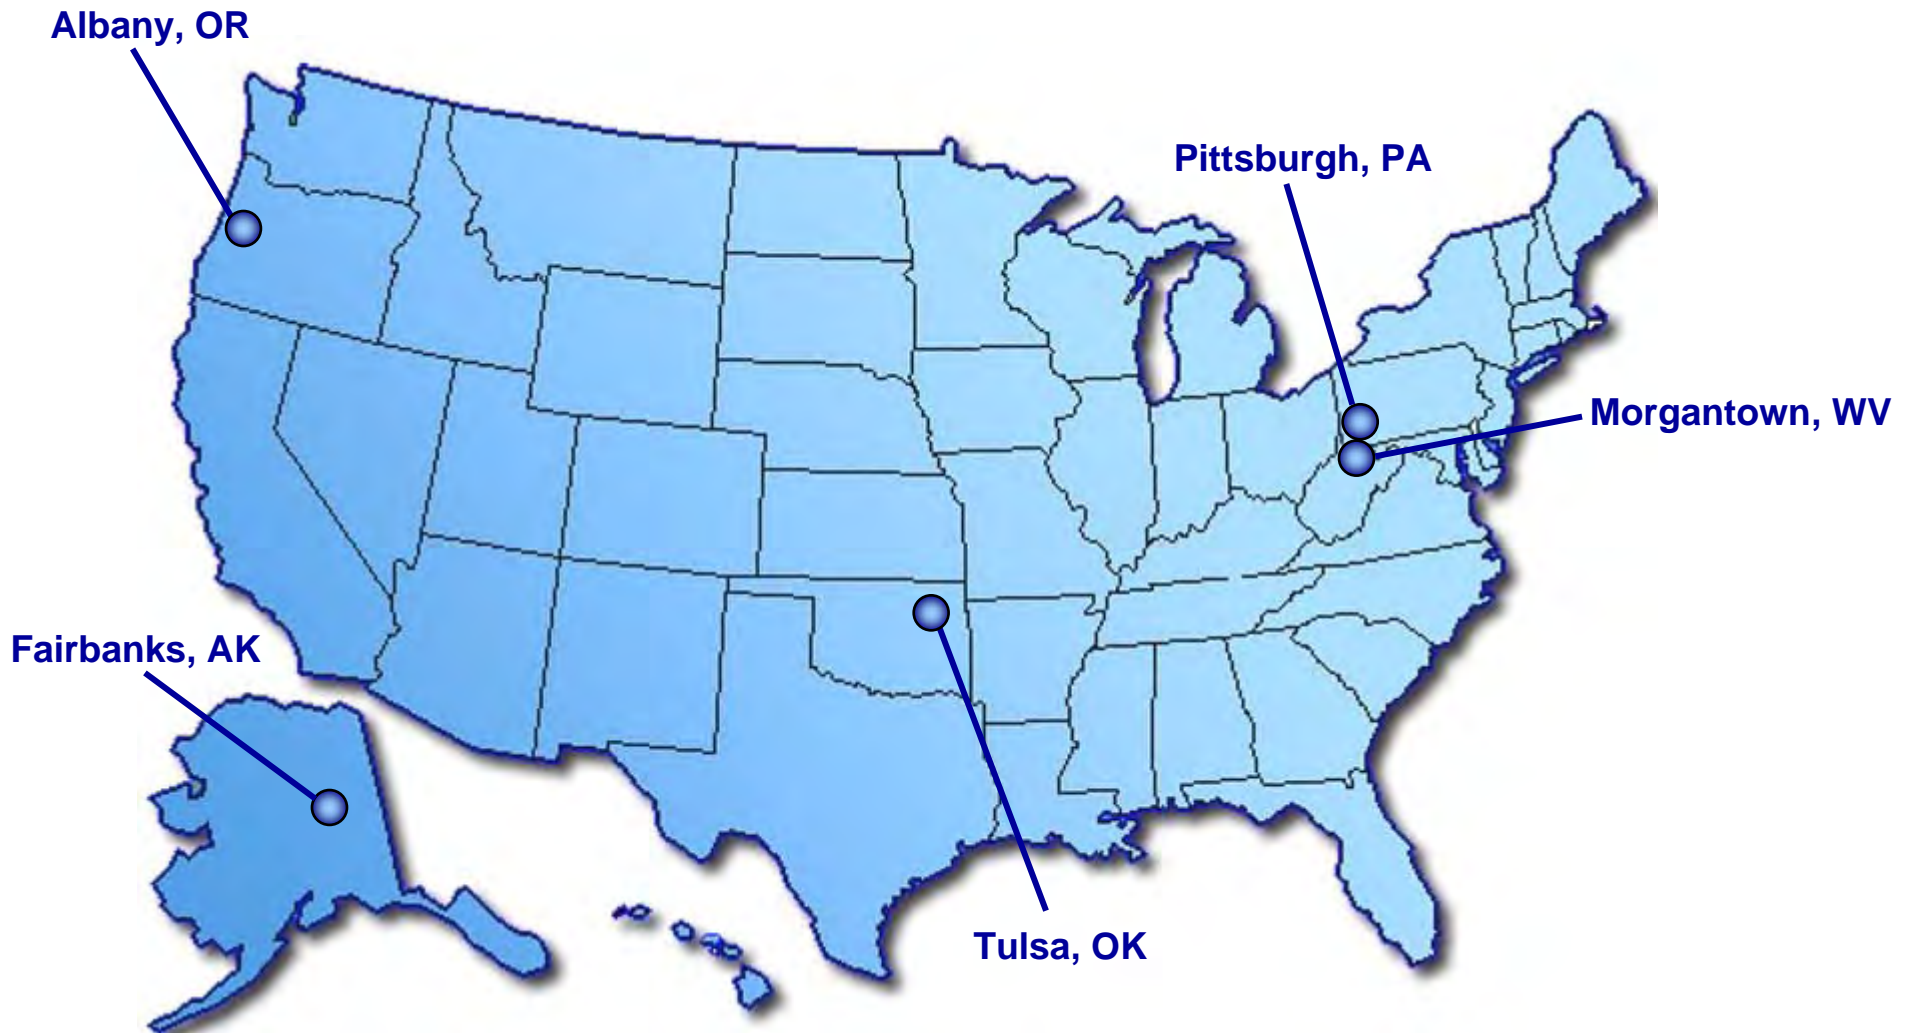 Albany, OR
Pittsburgh, PA
Morgantown, WV
Fairbanks, AK
Tulsa, OK